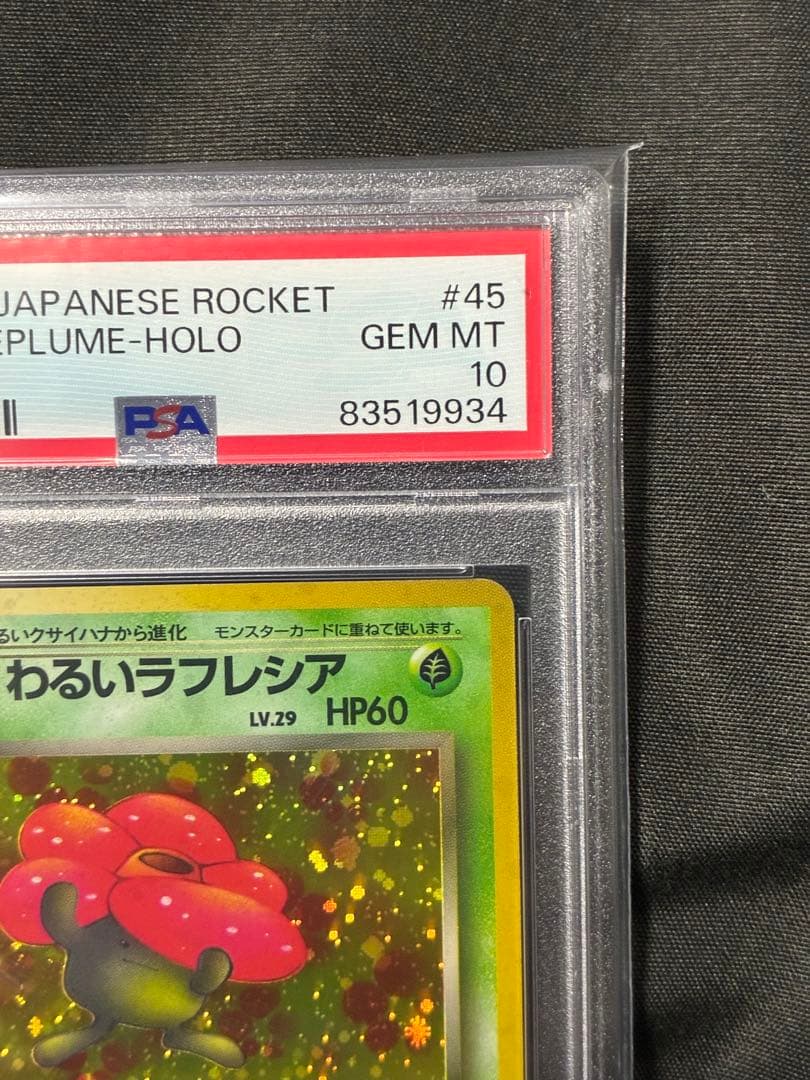 JAPANESE ROCKET #45
EPLUME-HOLO GEM MT
10
PSA 83519934
るいクサイハナから進化 モンスターカードに重ねて使います。
わるいラフレシア
LV.29 HP60